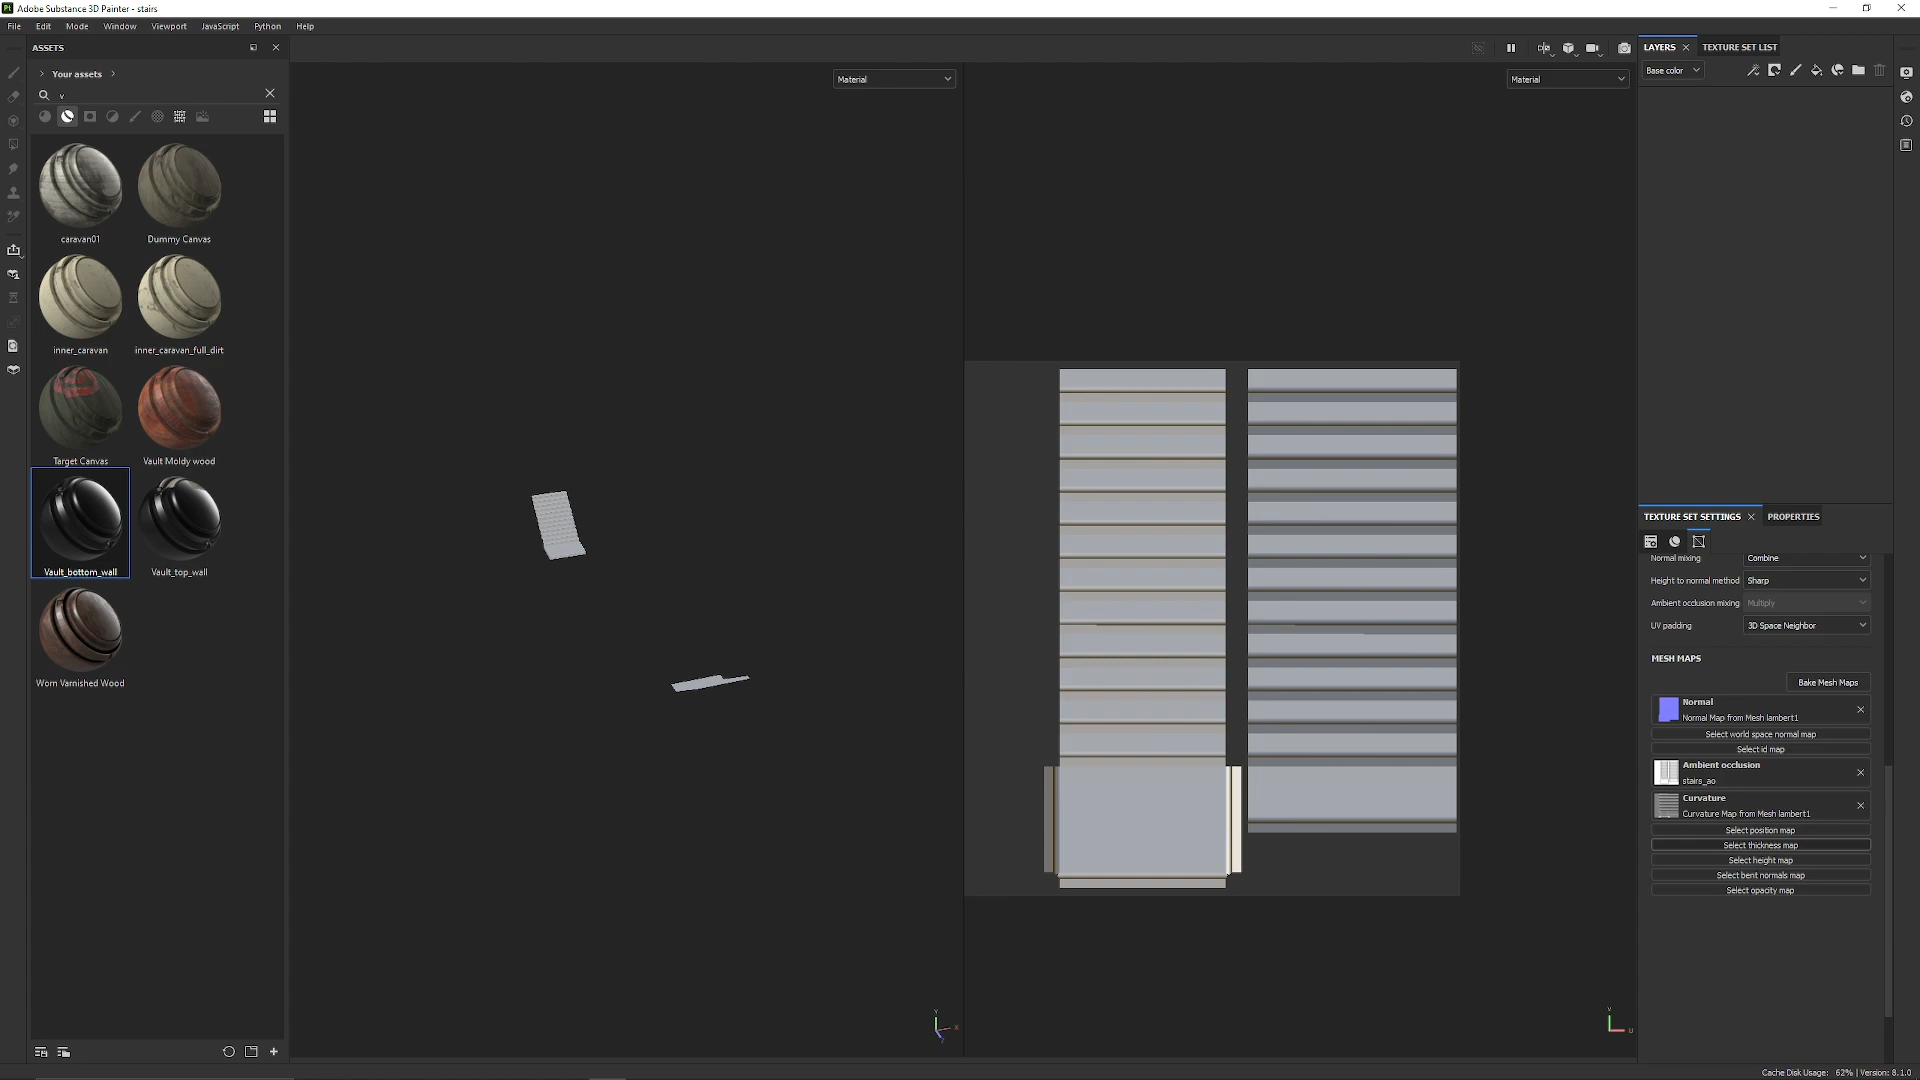 Adobe Substance 3D Painter - stairs
File Edit Mode Window Viewport JavaScript Python Help
ASSETS
Your assets
v
caravan01
Dummy Canvas
inner_caravan
inner_caravan_full_dirt
Target Canvas
Vault Moldy wood
Vault_bottom_wall
Vault_top_wall
Worn Varnished Wood
Material
Material
LAYERS
TEXTURE SET LIST
Base color
TEXTURE SET SETTINGS
PROPERTIES
Normal mixing Combine
Height to normal method Sharp
Ambient occlusion mixing Multiply
UV padding 3D Space Neighbor
MESH MAPS
Bake Mesh Maps
Normal
Normal Map from Mesh lambert1
Select world space normal map
Select id map
Ambient occlusion
stairs_ao
Curvature
Curvature Map from Mesh lambert1
Select position map
Select thickness map
Select height map
Select bent normals map
Select opacity map
Cache Disk Usage: 62% | Version: 8.1.0